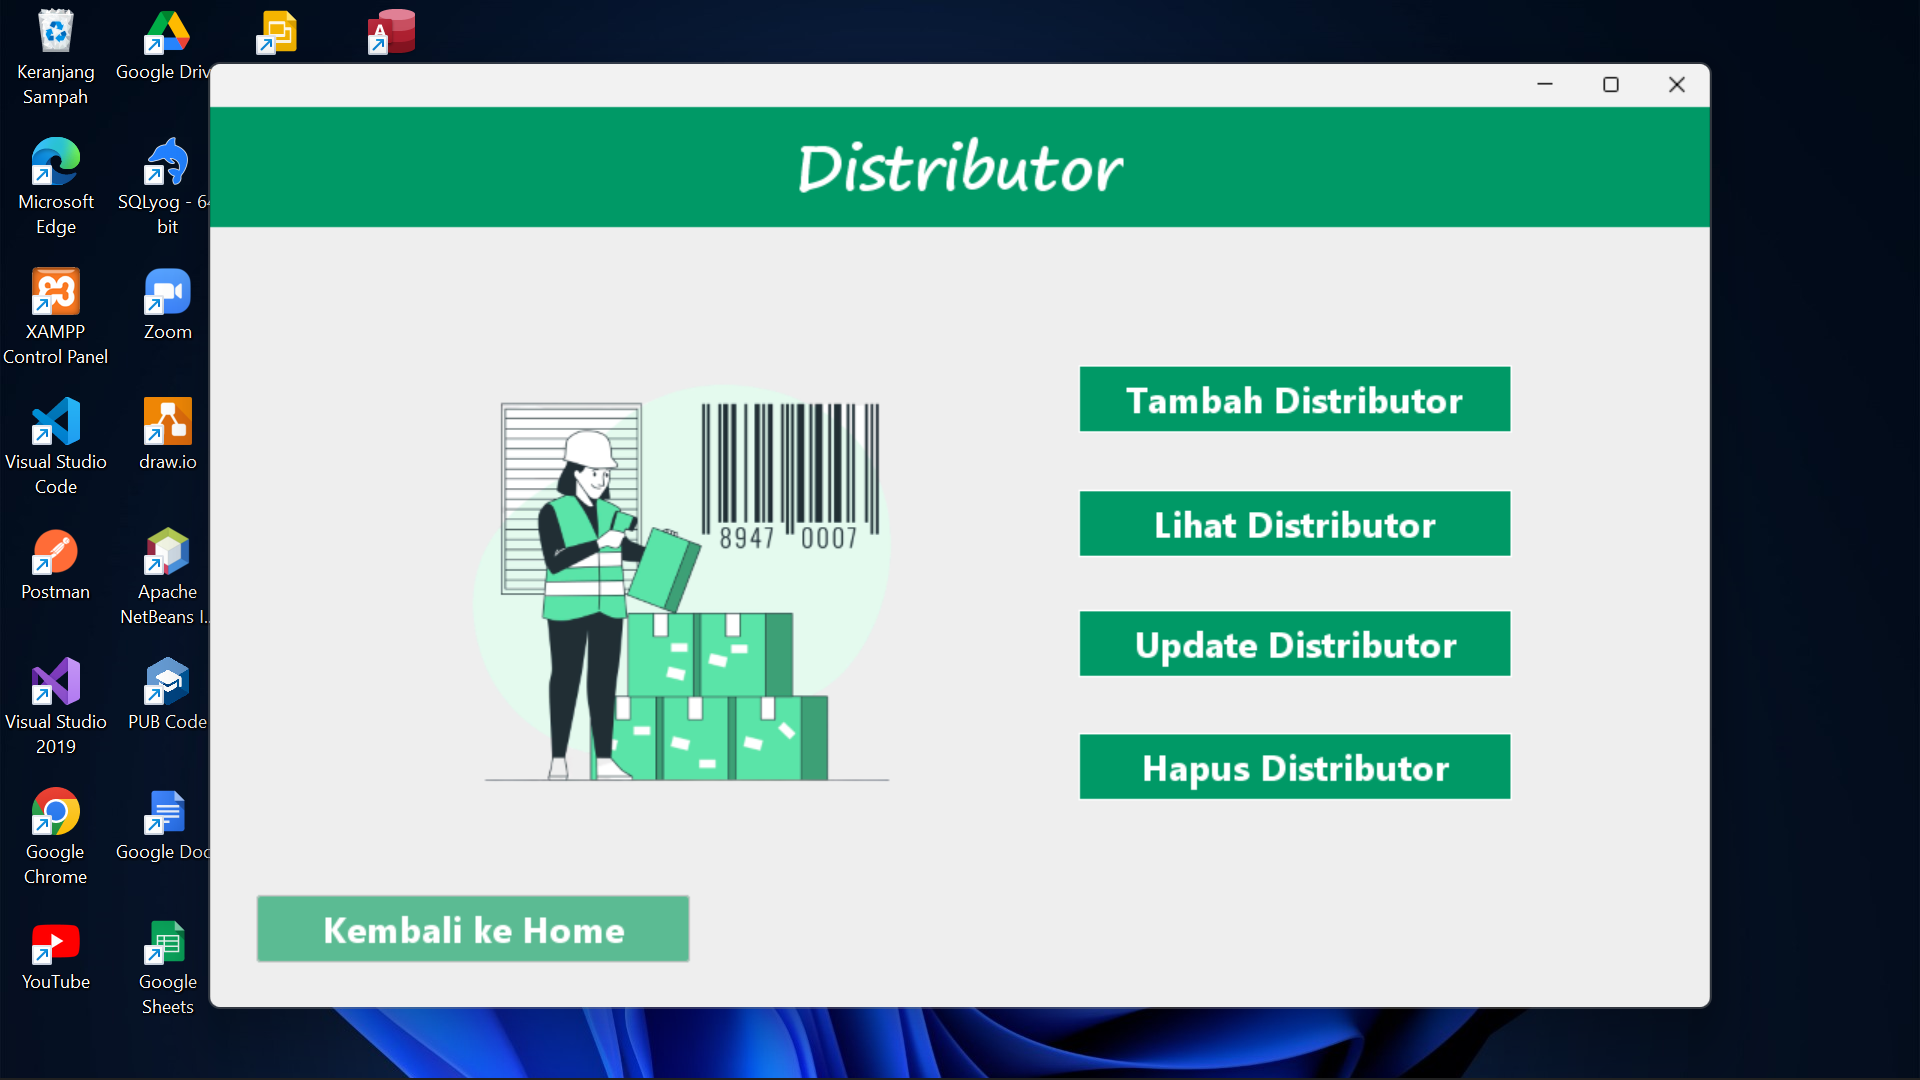 Keranjang
Sampah
Google Driv
Microsoft
Edge
SQLyog - 64
bit
XAMPP
Control Panel
Zoom
Visual Studio
Code
draw.io
Postman
Apache
NetBeans I...
Visual Studio
2019
PUB Code
Google
Chrome
Google Doc
YouTube
Google
Sheets
Distributor
8947 0007
Tambah Distributor
Lihat Distributor
Update Distributor
Hapus Distributor
Kembali ke Home